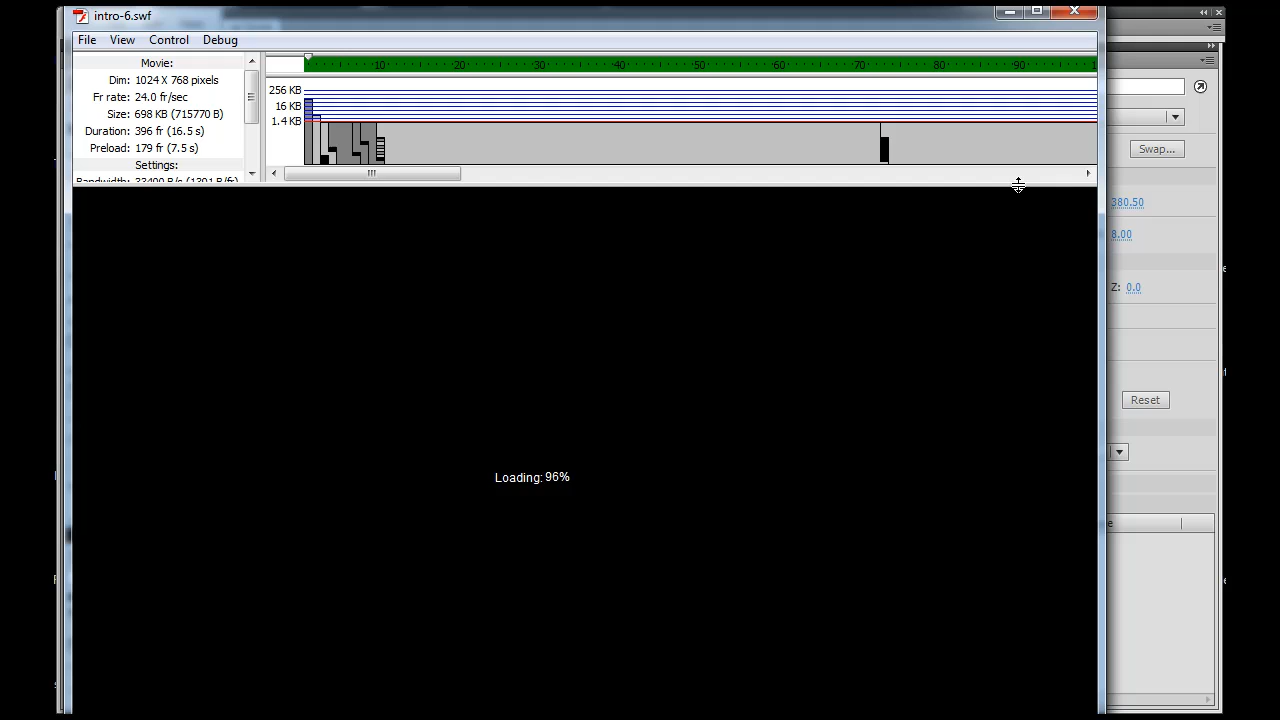 intro-6.swf
File View Control Debug
Movie:
Dim: 1024 X 768 pixels
Fr rate: 24.0 fr/sec
Size: 698 KB (715770 B)
Duration: 396 fr (16.5 s)
Preload: 179 fr (7.5 s)
Settings:
10 20 30 40 50 60 70 80 90
256 KB
16 KB
1.4 KB
Loading: 96%
Swap...
380.50
8.00
Z: 0.0
Reset